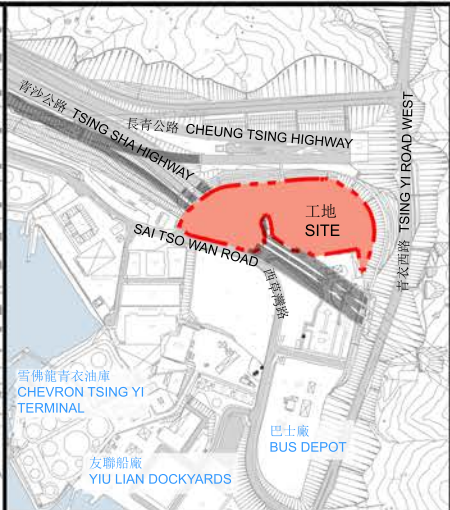 青沙公路 TSING SHA HIGHWAY
長青公路 CHEUNG TSING HIGHWAY
青衣西路 TSING YI ROAD WEST
工地
SITE
SAI TSO WAN ROAD
西草灣路
雪佛龍青衣油庫
CHEVRON TSING YI
TERMINAL
巴士廠
BUS DEPOT
友聯船廠
YIU LIAN DOCKYARDS